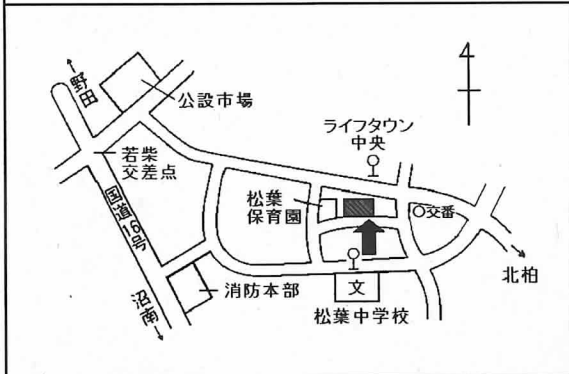 野田
公設市場
若柴
交差点
国道16号
沼南
消防本部
松葉
保育園
ライフタウン
中央
交番
北柏
文
松葉中学校